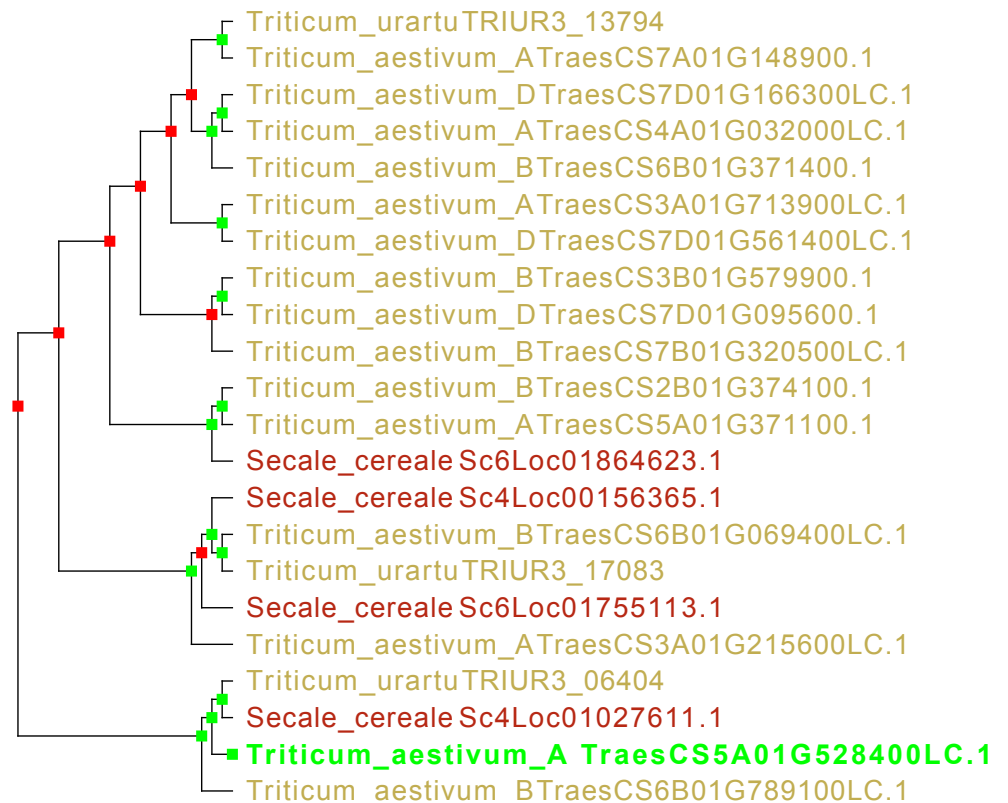 Triticum_urartu TRIUR3_13794
Triticum_aestivum_A TraesCS7A01G148900.1
Triticum_aestivum_D TraesCS7D01G166300LC.1
Triticum_aestivum_A TraesCS4A01G032000LC.1
Triticum_aestivum_B TraesCS6B01G371400.1
Triticum_aestivum_A TraesCS3A01G713900LC.1
Triticum_aestivum_D TraesCS7D01G561400LC.1
Triticum_aestivum_B TraesCS3B01G579900.1
Triticum_aestivum_D TraesCS7D01G095600.1
Triticum_aestivum_B TraesCS7B01G320500LC.1
Triticum_aestivum_B TraesCS2B01G374100.1
Triticum_aestivum_A TraesCS5A01G371100.1
Secale_cereale Sc6Loc01864623.1
Secale_cereale Sc4Loc00156365.1
Triticum_aestivum_B TraesCS6B01G069400LC.1
Triticum_urartu TRIUR3_17083
Secale_cereale Sc6Loc01755113.1
Triticum_aestivum_A TraesCS3A01G215600LC.1
Triticum_urartu TRIUR3_06404
Secale_cereale Sc4Loc01027611.1
Triticum_aestivum_A TraesCS5A01G528400LC.1
Triticum_aestivum_B TraesCS6B01G789100LC.1